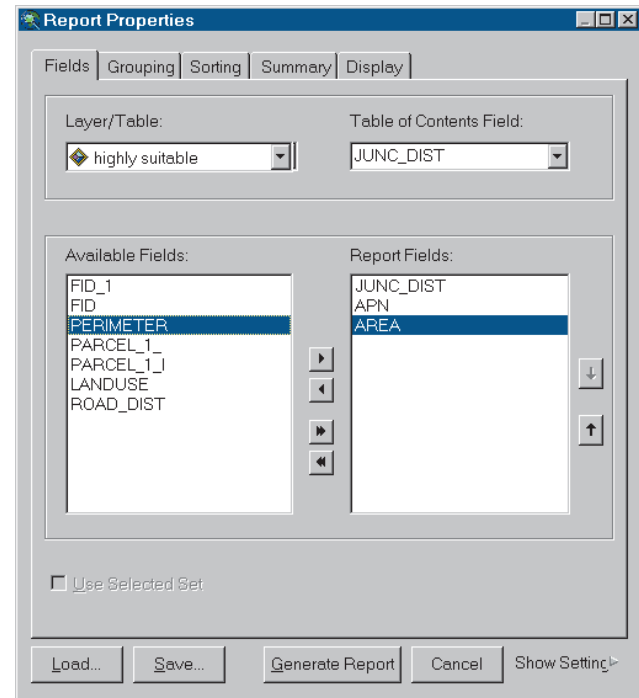 Report Properties
Fields Grouping Sorting Summary Display
Layer/Table: Table of Contents Field:
highly suitable JUNC_DIST
Available Fields: Report Fields:
FID_1 JUNC_DIST
FID APN
PERIMETER AREA
PARCEL_1_
PARCEL_1_I
LANDUSE
ROAD_DIST
Use Selected Set
Load... Save... Generate Report Cancel Show Setting